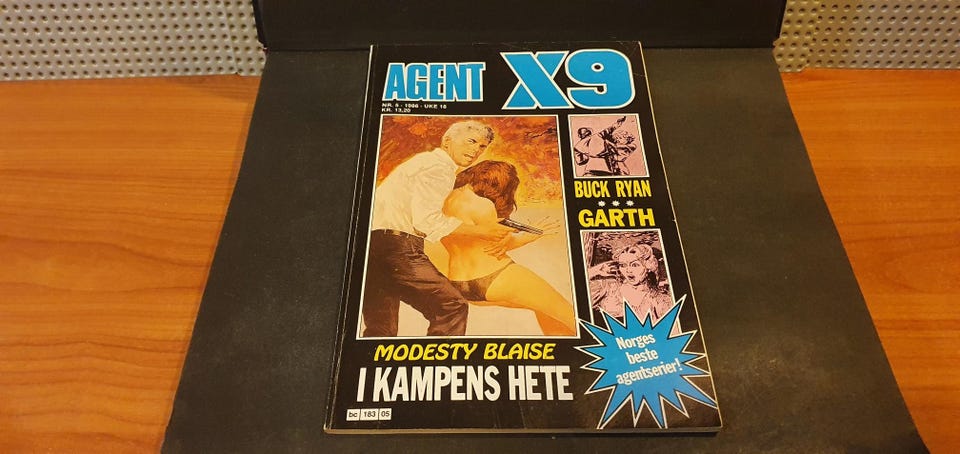 AGENT X9
NR. 5 - 1986 - UKE 18
KR. 13,20
BUCK RYAN
***
GARTH
MODESTY BLAISE
I KAMPENS HETE
Norges
beste
agentserier!
bc 183 05